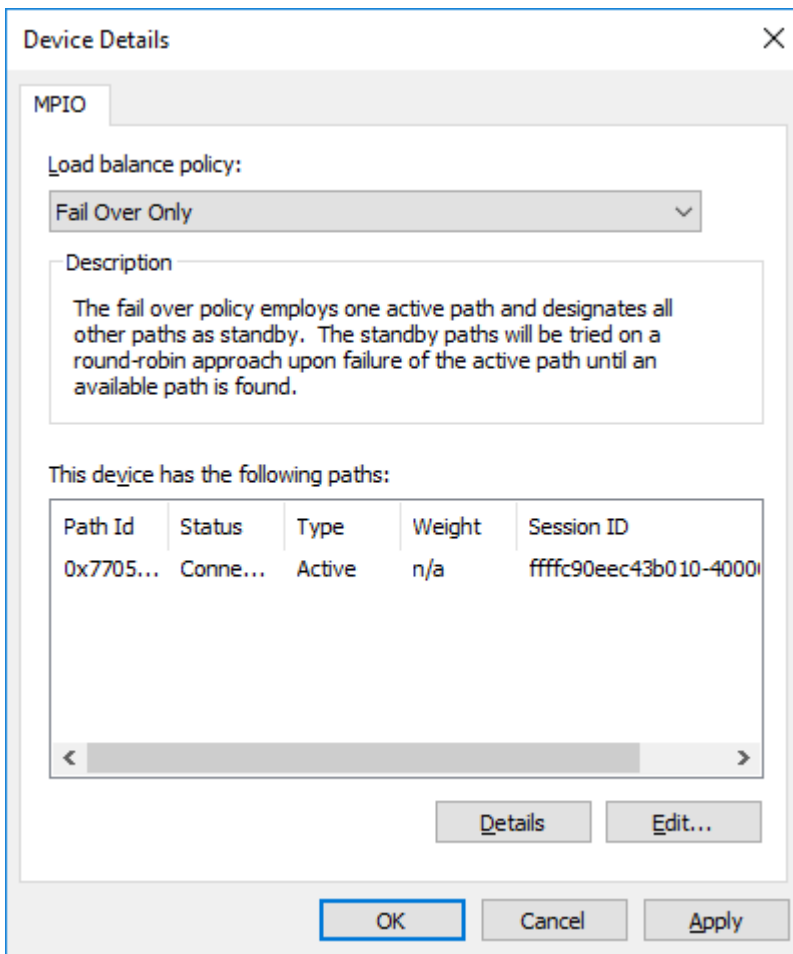 Device Details
MPIO
Load balance policy:
Fail Over Only
Description
The fail over policy employs one active path and designates all
other paths as standby.  The standby paths will be tried on a
round-robin approach upon failure of the active path until an
available path is found.
This device has the following paths:
Path Id Status Type Weight Session ID
0x7705... Conne... Active n/a ffffc90eec43b010-4000
Details Edit...
OK Cancel Apply